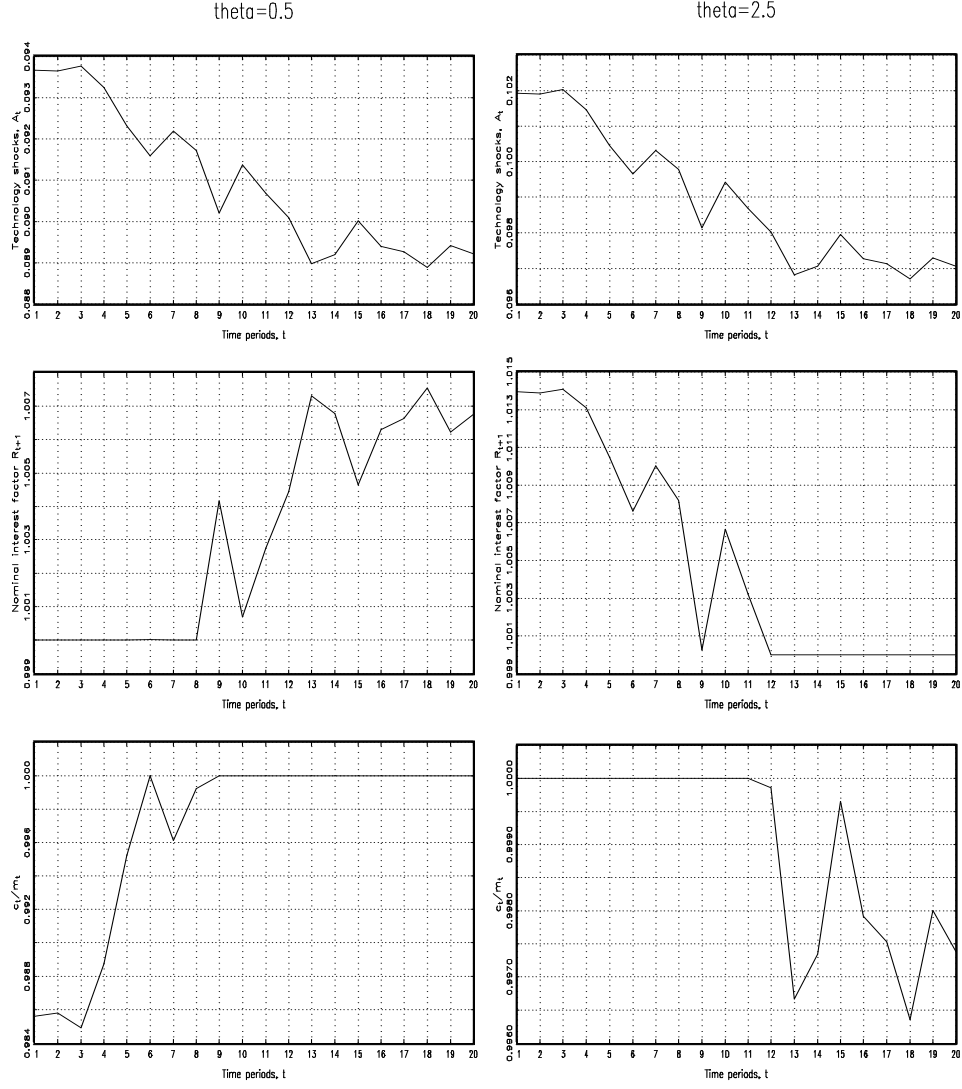 theta=0.5
theta=2.5
Technology shocks, At
0.094
0.093
0.092
0.091
0.090
0.089
0.88
1 2 3 4 5 6 7 8 9 10 11 12 13 14 15 16 17 18 19 20
Time periods, t
Technology shocks, At
0.102
0.100
0.098
0.096
1 2 3 4 5 6 7 8 9 10 11 12 13 14 15 16 17 18 19 20
Time periods, t
Nominal interest factor Rt+1
1.007
1.005
1.003
1.001
0.999
1 2 3 4 5 6 7 8 9 10 11 12 13 14 15 16 17 18 19 20
Time periods, t
Nominal interest factor Rt+1
1.015
1.013
1.011
1.009
1.007
1.005
1.003
1.001
0.999
1 2 3 4 5 6 7 8 9 10 11 12 13 14 15 16 17 18 19 20
Time periods, t
ct/mt
1.000
0.996
0.992
0.988
0.984
1 2 3 4 5 6 7 8 9 10 11 12 13 14 15 16 17 18 19 20
Time periods, t
ct/mt
1.0000
0.9990
0.9980
0.9970
0.9960
1 2 3 4 5 6 7 8 9 10 11 12 13 14 15 16 17 18 19 20
Time periods, t